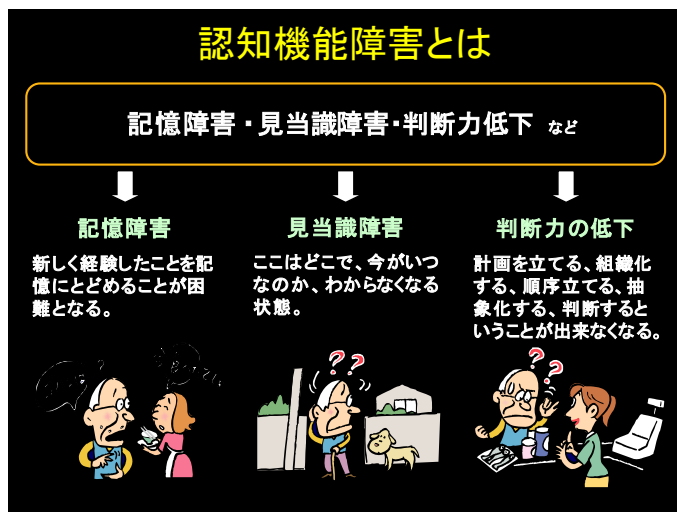 認知機能障害とは
記憶障害・見当識障害・判断力低下 など
記憶障害
新しく経験したことを記
憶にとどめることが困
難となる。
見当識障害
ここはどこで、今がいつ
なのか、わからなくなる
状態。
判断力の低下
計画を立てる、組織化
する、順序立てる、抽
象化する、判断すると
いうことが出来なくなる。
??
??